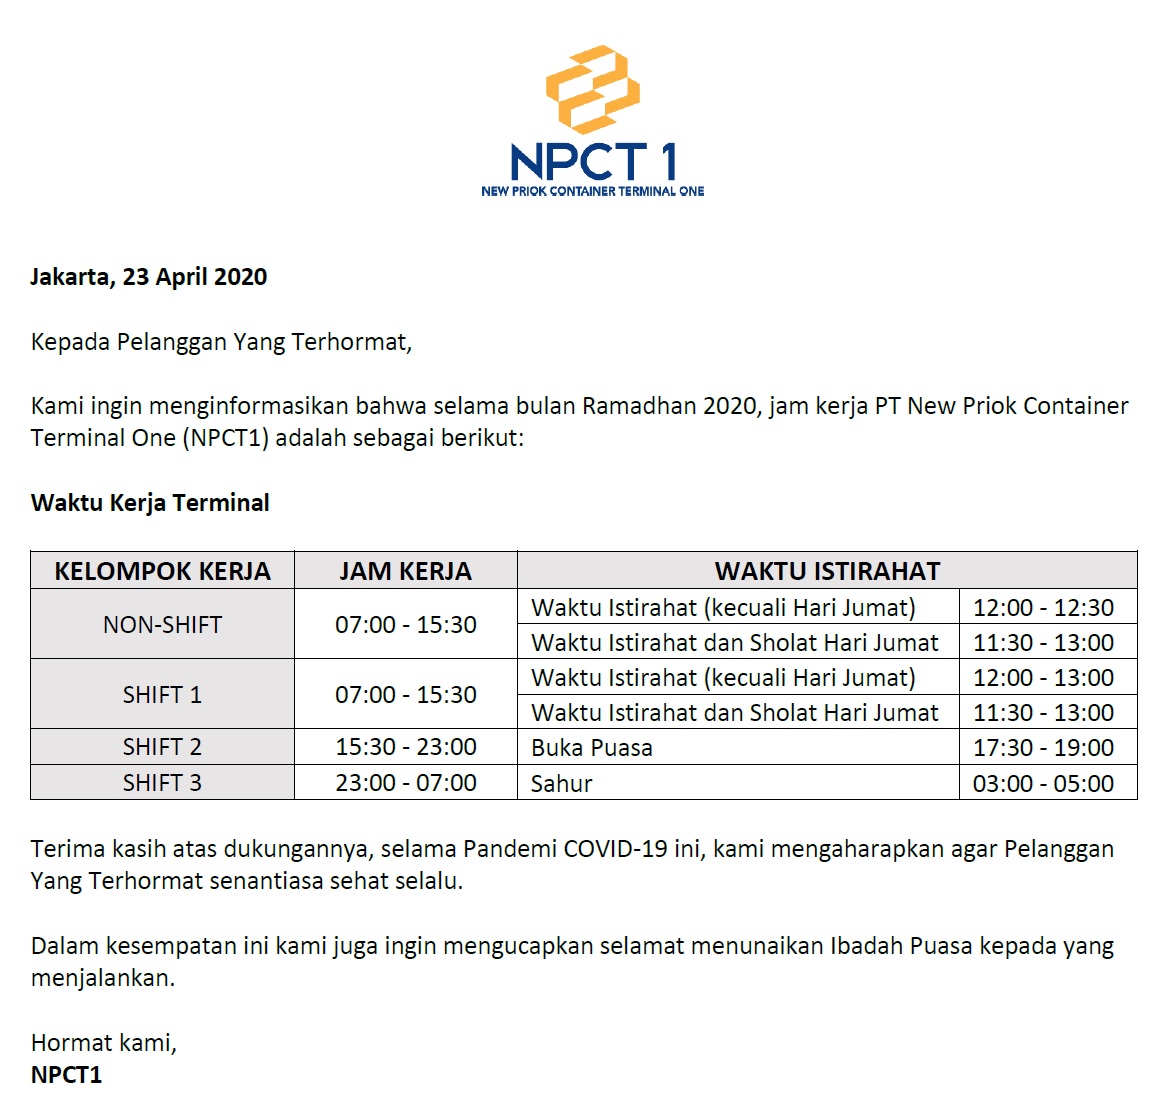 NPCT 1
NEW PRIOK CONTAINER TERMINAL ONE
Jakarta, 23 April 2020
Kepada Pelanggan Yang Terhormat,
Kami ingin menginformasikan bahwa selama bulan Ramadhan 2020, jam kerja PT New Priok Container
Terminal One (NPCT1) adalah sebagai berikut:
Waktu Kerja Terminal
KELOMPOK KERJA JAM KERJA WAKTU ISTIRAHAT
NON-SHIFT 07:00 - 15:30 Waktu Istirahat (kecuali Hari Jumat) 12:00 - 12:30
Waktu Istirahat dan Sholat Hari Jumat 11:30 - 13:00
SHIFT 1 07:00 - 15:30 Waktu Istirahat (kecuali Hari Jumat) 12:00 - 13:00
Waktu Istirahat dan Sholat Hari Jumat 11:30 - 13:00
SHIFT 2 15:30 - 23:00 Buka Puasa 17:30 - 19:00
SHIFT 3 23:00 - 07:00 Sahur 03:00 - 05:00
Terima kasih atas dukungannya, selama Pandemi COVID-19 ini, kami mengaharapkan agar Pelanggan
Yang Terhormat senantiasa sehat selalu.
Dalam kesempatan ini kami juga ingin mengucapkan selamat menunaikan Ibadah Puasa kepada yang
menjalankan.
Hormat kami,
NPCT1